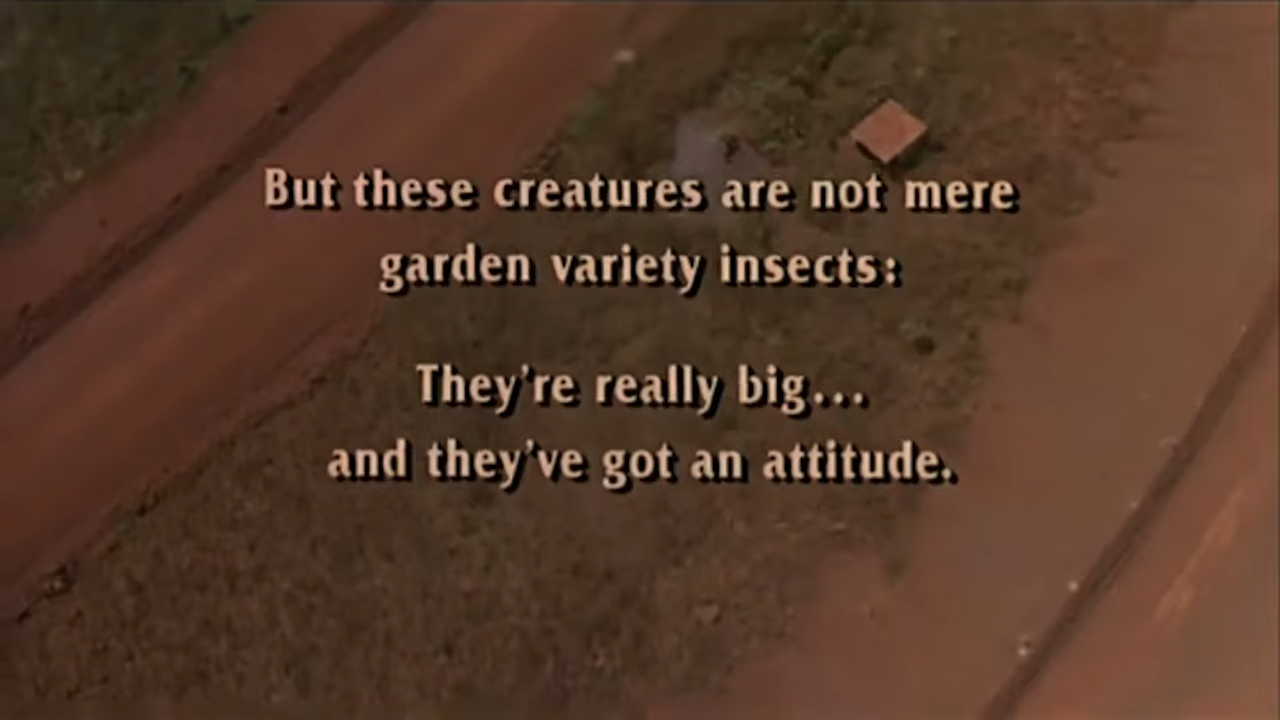 But these creatures are not mere
garden variety insects:
They're really big...
and they've got an attitude.